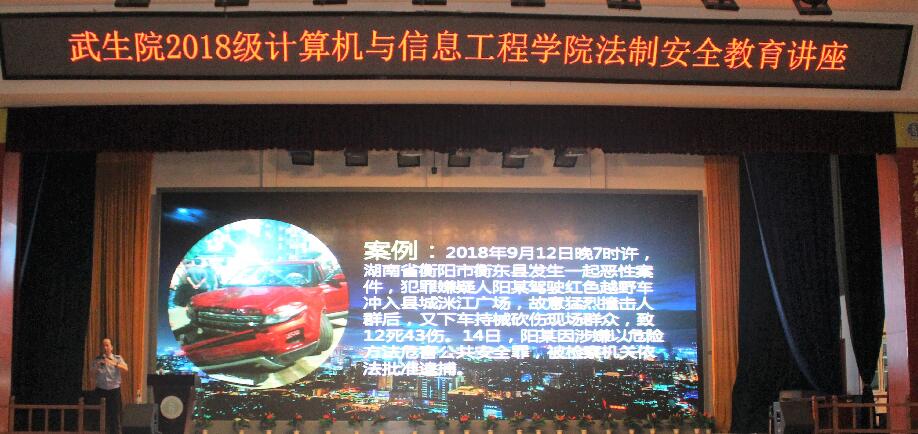 武生院2018级计算机与信息工程学院法制安全教育讲座
案例：2018年9月12日晚7时许，
湖南省衡阳市衡东县发生一起恶性案
件，犯罪嫌疑人阳某驾驶红色越野车
冲入县城洣江广场，故意猛烈撞击人
群后，又下车持械砍伤现场群众，致
12死43伤。14日，阳某因涉嫌以危险
方法危害公共安全罪，被检察机关依
法批准逮捕。